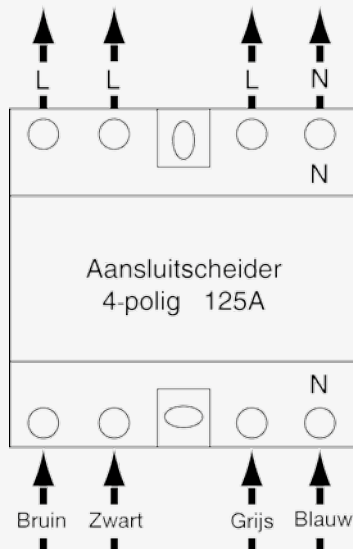 L L L N
N
Aansluitscheider
4-polig 125A
N
Bruin Zwart Grijs Blauw